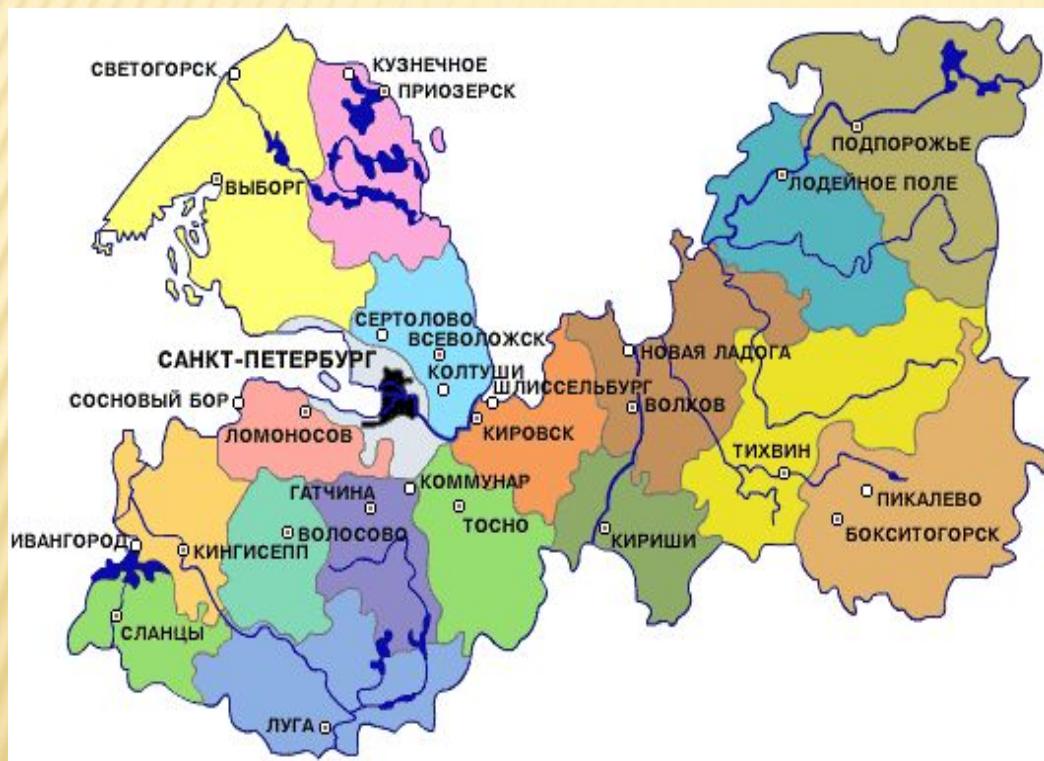 СВЕТОГОРСК
КУЗНЕЧНОЕ
ПРИОЗЕРСК
ПОДПОРОЖЬЕ
ВЫБОРГ
ЛОДЕЙНОЕ ПОЛЕ
СЕРТОЛОВО
ВСЕВОЛОЖСК
САНКТ-ПЕТЕРБУРГ
НОВАЯ ЛАДОГА
КОЛТУШИ
ШЛИССЕЛЬБУРГ
СОСНОВЫЙ БОР
ВОЛХОВ
ЛОМОНОСОВ
КИРОВСК
ТИХВИН
КОММУНАР
ГАТЧИНА
ПИКАЛЕВО
ТОСНО
ВОЛОСОВО
БОКСИТОГОРСК
ИВАНГОРОД
КИНГИСЕПП
КИРИШИ
СЛАНЦЫ
ЛУГА